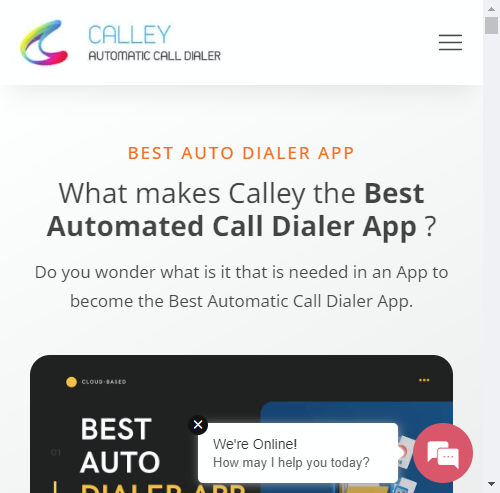 CALLEY
AUTOMATIC CALL DIALER
BEST AUTO DIALER APP
What makes Calley the Best
Automated Call Dialer App ?
Do you wonder what is it that is needed in an App to
become the Best Automatic Call Dialer App.
CLOUD-BASED
BEST
01
AUTO
DIALER APP
We're Online!
How may I help you today?